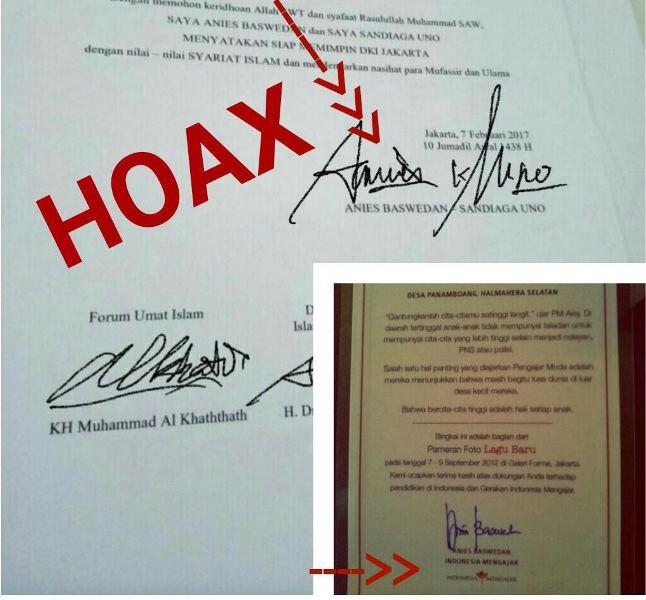 memohon keridhoan Allah SWT dan syafaat Rasulullah Muhammad SAW,
SAYA ANIES BASWEDAN dan SAYA SANDIAGA UNO
MENYATAKAN SIAP MEMIMPIN DKI JAKARTA
dengan nilai – nilai SYARIAT ISLAM dan mendengarkan nasihat para Mufassir dan Ulama
HOAX
Jakarta, 7 Februari 2017
10 Jumadil Awal 1438 H
ANIES BASWEDAN - SANDIAGA UNO
Forum Umat Islam
KH Muhammad Al Khaththath
H.
DESA PANAMBOANG, HALMAHERA SELATAN
"Gantungkanlah cita-citamu setinggi langit," ujar PM Aisy. Di
daerah tertinggal anak-anak tidak mempunyai teladan untuk
mempunyai cita-cita yang lebih tinggi selain menjadi nelayan,
PNS atau polisi.
Salah satu hal penting yang diajarkan Pengajar Muda adalah
mereka menunjukkan bahwa masih begitu luas dunia di luar
desa kecil mereka.
Bahwa bercita-cita tinggi adalah hak setiap anak.
Bingkai ini adalah bagian dari
Pameran Foto Lagu Baru
pada tanggal 7 - 9 September 2012 di Galeri Forme, Jakarta.
Kami ucapkan terima kasih atas dukungan Anda terhadap
pendidikan di Indonesia dan Gerakan Indonesia Mengajar.
ANIES BASWEDAN
INDONESIA MENGAJAR
INDONESIA MENGAJAR